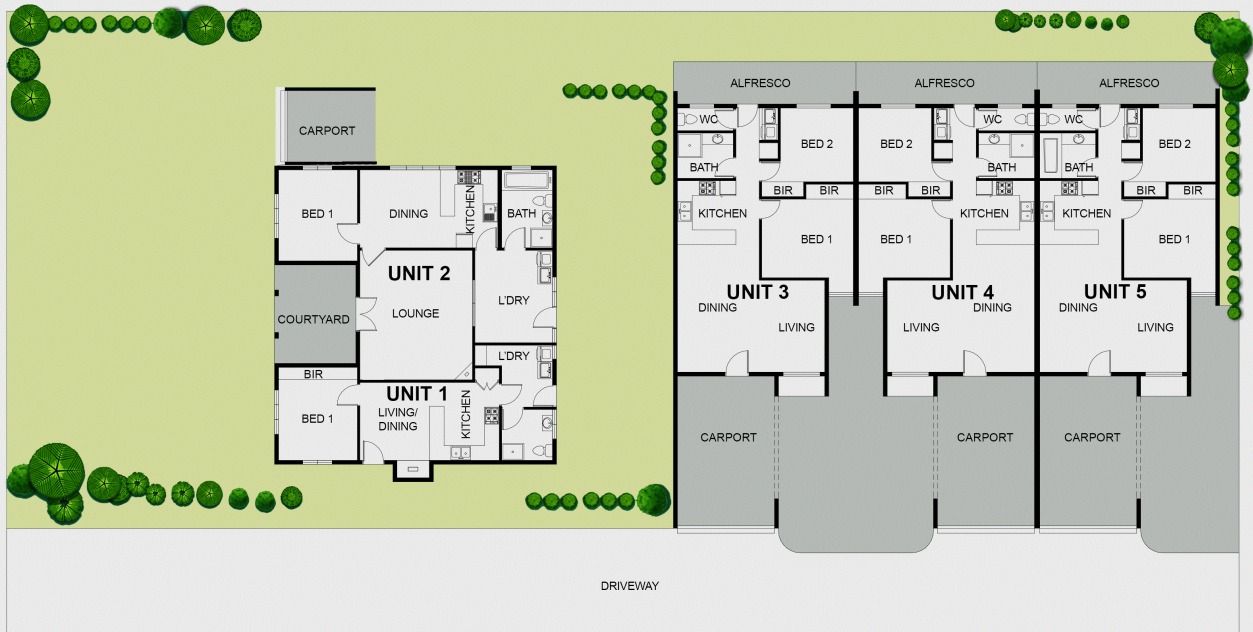 ALFRESCO
ALFRESCO
ALFRESCO
CARPORT
WC
BED 2
BATH
BED 2
WC
BATH
WC
BED 2
BATH
BIR
BIR
BIR
BIR
BIR
BIR
KITCHEN
BED 1
BED 1
KITCHEN
KITCHEN
BED 1
UNIT 3
DINING
LIVING
UNIT 4
DINING
LIVING
UNIT 5
DINING
LIVING
BED 1
DINING
KITCHEN
BATH
UNIT 2
LOUNGE
L'DRY
COURTYARD
BIR
BED 1
UNIT 1
LIVING/
DINING
KITCHEN
L'DRY
CARPORT
CARPORT
CARPORT
DRIVEWAY